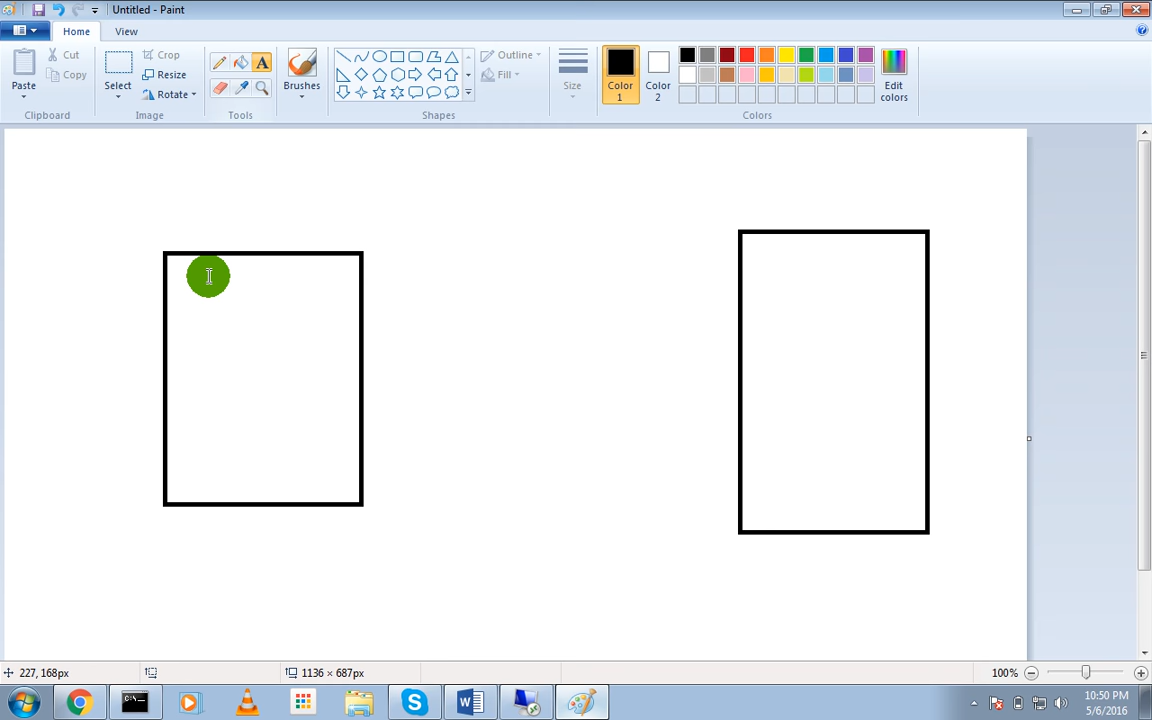 Untitled - Paint
Home
View
Paste
Cut
Copy
Clipboard
Select
Crop
Resize
Rotate
Image
A
Tools
Brushes
Outline
Fill
Shapes
Size
Color 1
Color 2
Edit colors
Colors
227, 168px
1136 × 687px
100%
10:50 PM
5/6/2016